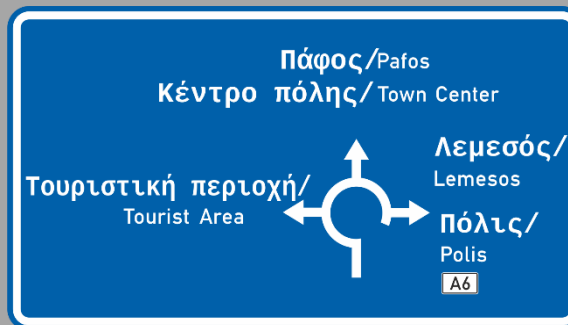 Πάφος/Pafos
Κέντρο πόλης/Town Center
Τουριστική περιοχή/
Tourist Area
Λεμεσός/
Lemesos
Πόλις/
Polis
A6